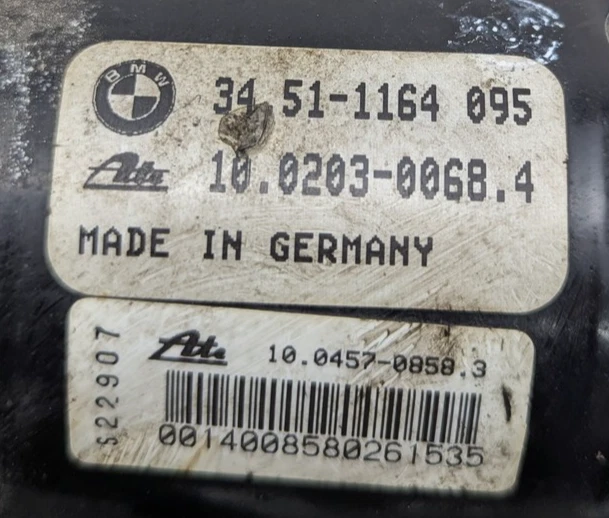 BMW
34.51-1164 095
Ate
10.0203-0068.4
MADE IN GERMANY
Ate
10.0457-0858.3
S22907
0014008580261535